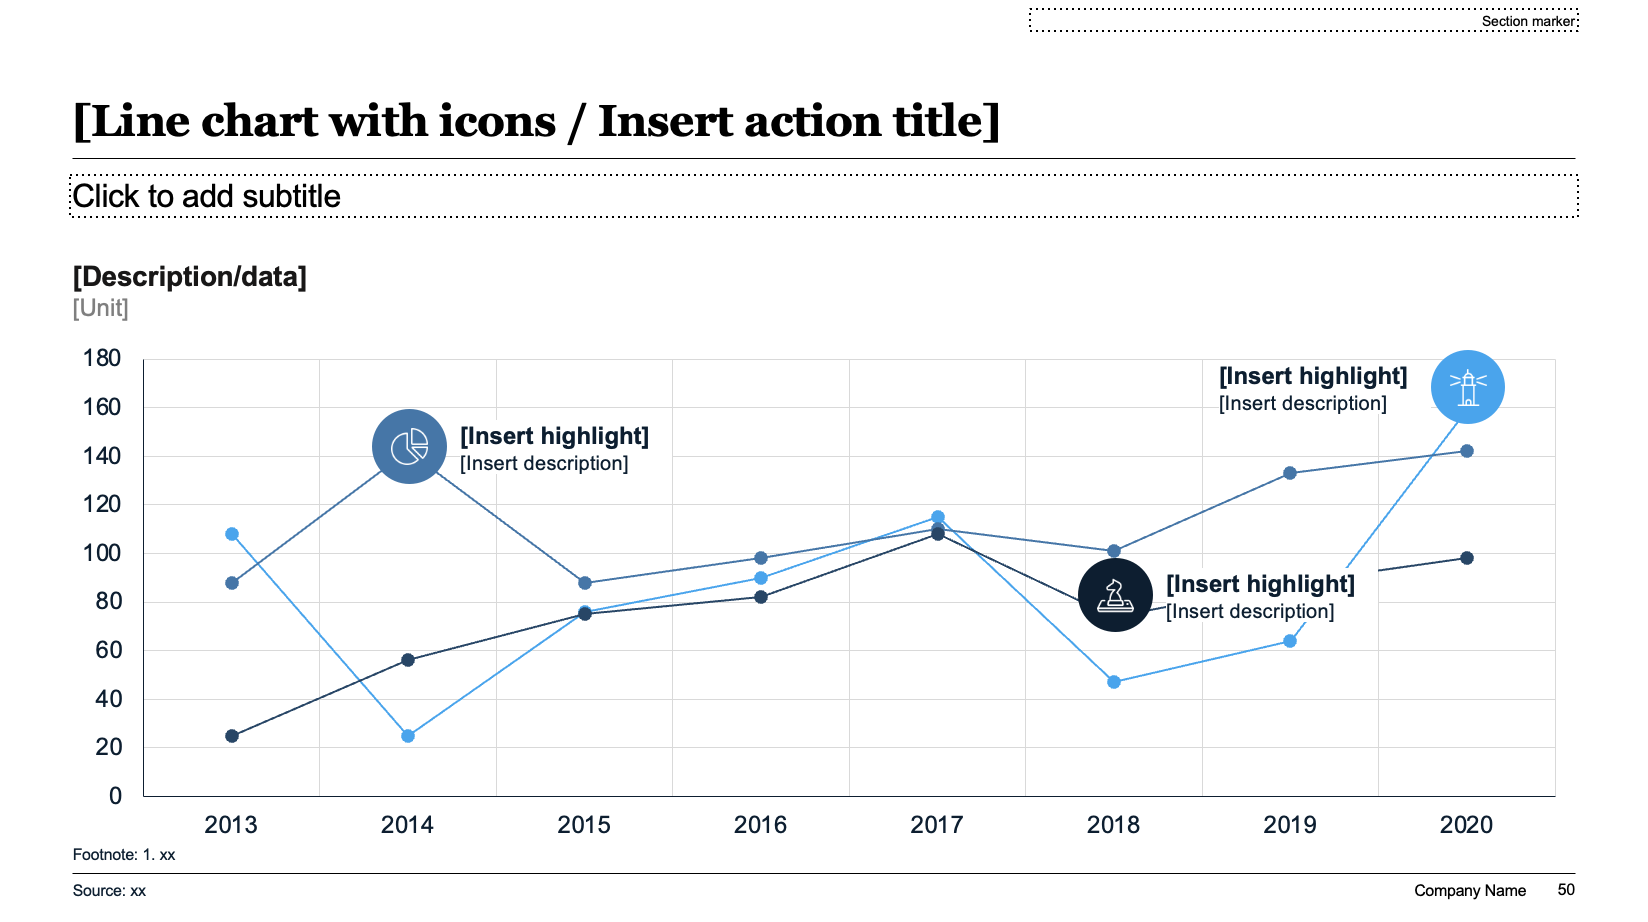 Section marker
[Line chart with icons / Insert action title]
Click to add subtitle
[Description/data]
[Unit]
180
160
140
120
100
80
60
40
20
0
[Insert highlight]
[Insert description]
[Insert highlight]
[Insert description]
[Insert highlight]
[Insert description]
2013 2014 2015 2016 2017 2018 2019 2020
Footnote: 1. xx
Source: xx
Company Name 50